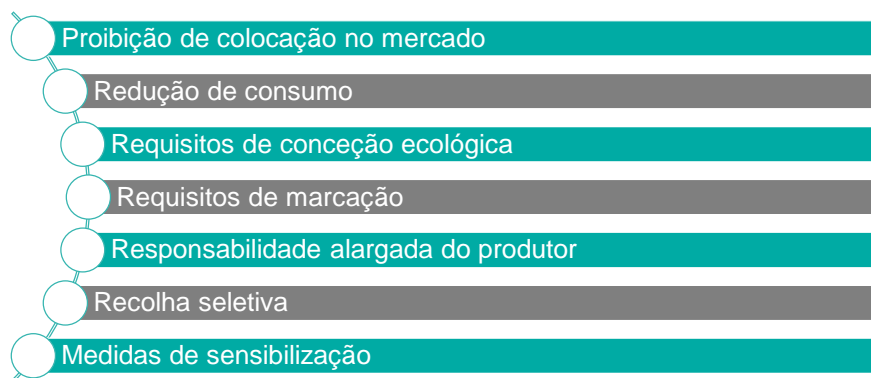 Proibição de colocação no mercado
Redução de consumo
Requisitos de conceção ecológica
Requisitos de marcação
Responsabilidade alargada do produtor
Recolha seletiva
Medidas de sensibilização